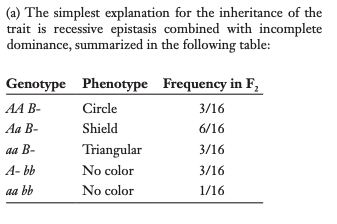 (a) The simplest explanation for the inheritance of the
trait is recessive epistasis combined with incomplete
dominance, summarized in the following table:
Genotype Phenotype Frequency in F₂
AA B- Circle 3/16
Aa B- Shield 6/16
aa B- Triangular 3/16
A- bb No color 3/16
aa bb No color 1/16